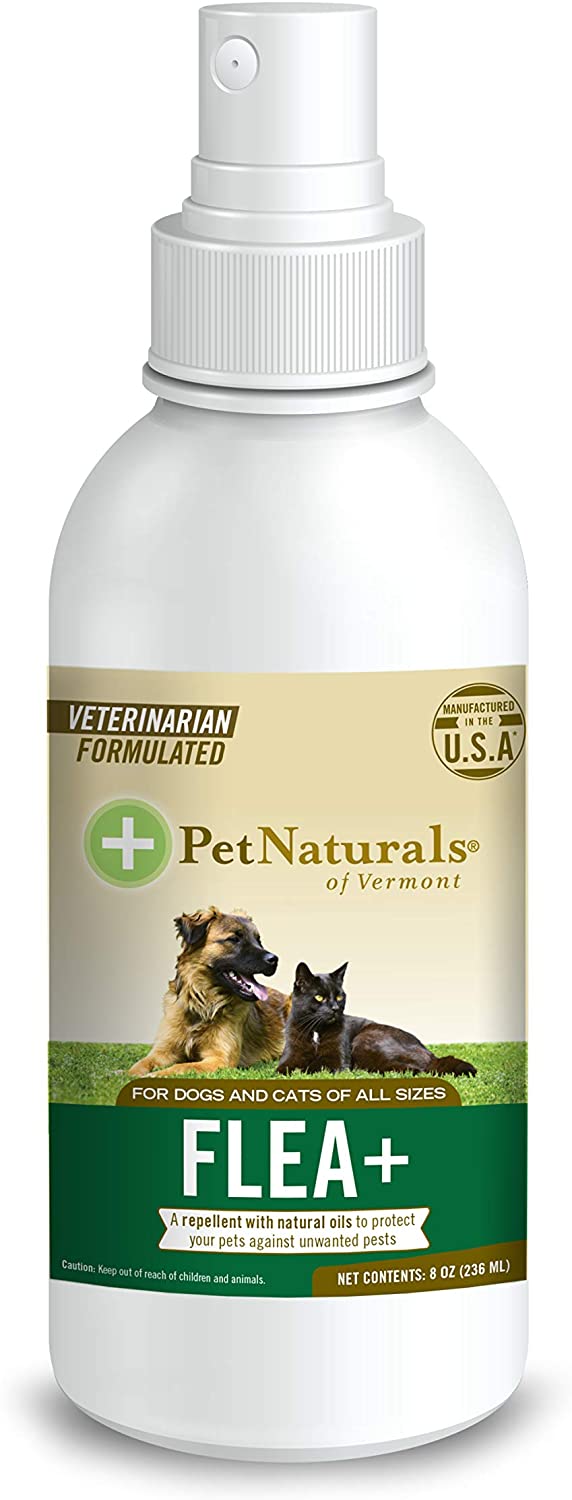 VETERINARIAN
FORMULATED
MANUFACTURED
IN THE
U.S.A*
PetNaturals®
of Vermont
FOR DOGS AND CATS OF ALL SIZES
FLEA+
A repellent with natural oils to protect
your pets against unwanted pests
Caution: Keep out of reach of children and animals.
NET CONTENTS: 8 OZ (236 ML)